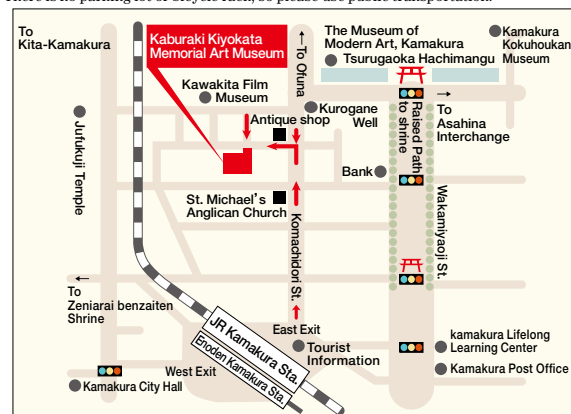 There is no parking lot or bicycle rack, so please use public transportation.
To
Kita-Kamakura
Kaburaki Kiyokata
Memorial Art Museum
To Ofuna
The Museum of
Modern Art, Kamakura
Tsurugaoka Hachimangu
Kamakura
Kokuhoukan
Museum
Kawakita Film
Museum
Antique shop
Kurogane
Well
Raised Path
to shrine
To
Asahina
Interchange
Jufukuji Temple
Bank
St. Michael's
Anglican Church
Komachidori St.
Wakamiyaoji St.
To
Zeniarai benzaiten
Shrine
JR Kamakura Sta.
Enoden Kamakura Sta.
East Exit
Tourist
Information
kamakura Lifelong
Learning Center
Kamakura Post Office
West Exit
Kamakura City Hall